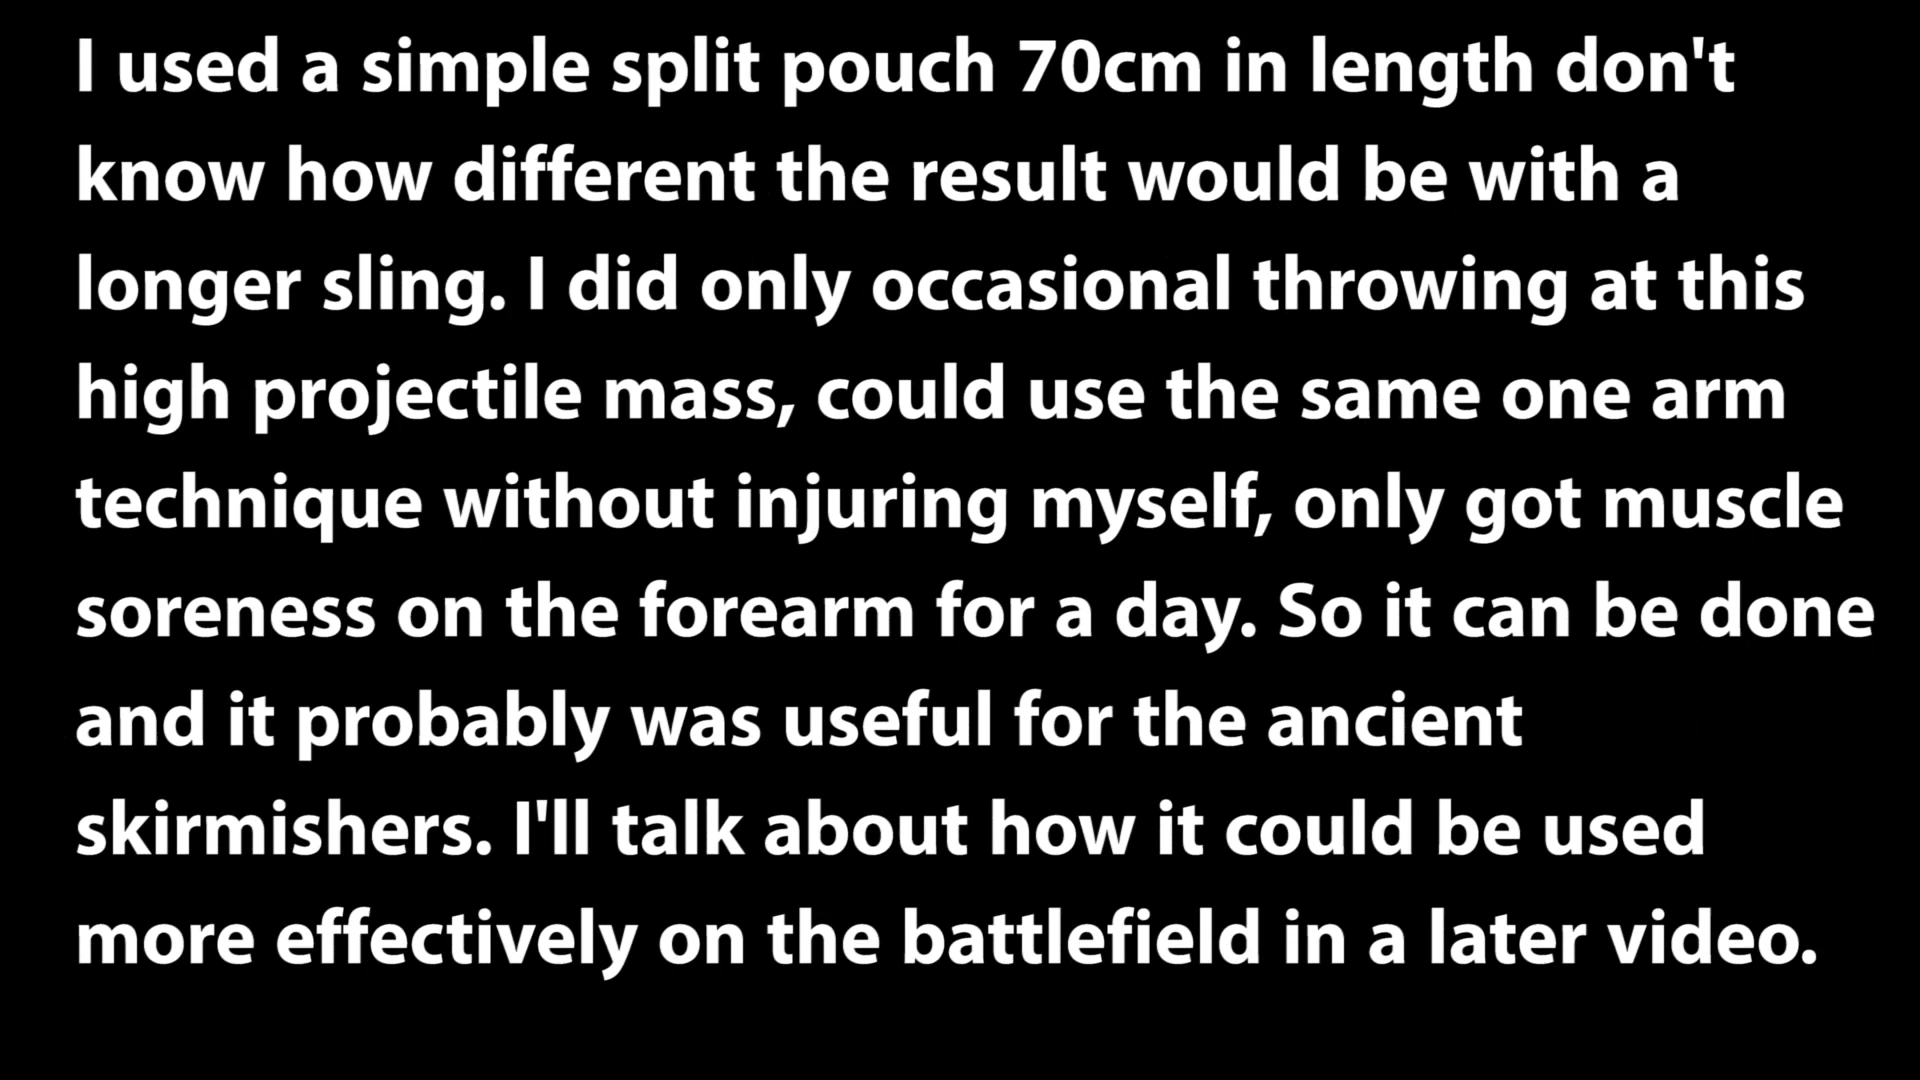 I used a simple split pouch 70cm in length don't
know how different the result would be with a
longer sling. I did only occasional throwing at this
high projectile mass, could use the same one arm
technique without injuring myself, only got muscle
soreness on the forearm for a day. So it can be done
and it probably was useful for the ancient
skirmishers. I'll talk about how it could be used
more effectively on the battlefield in a later video.